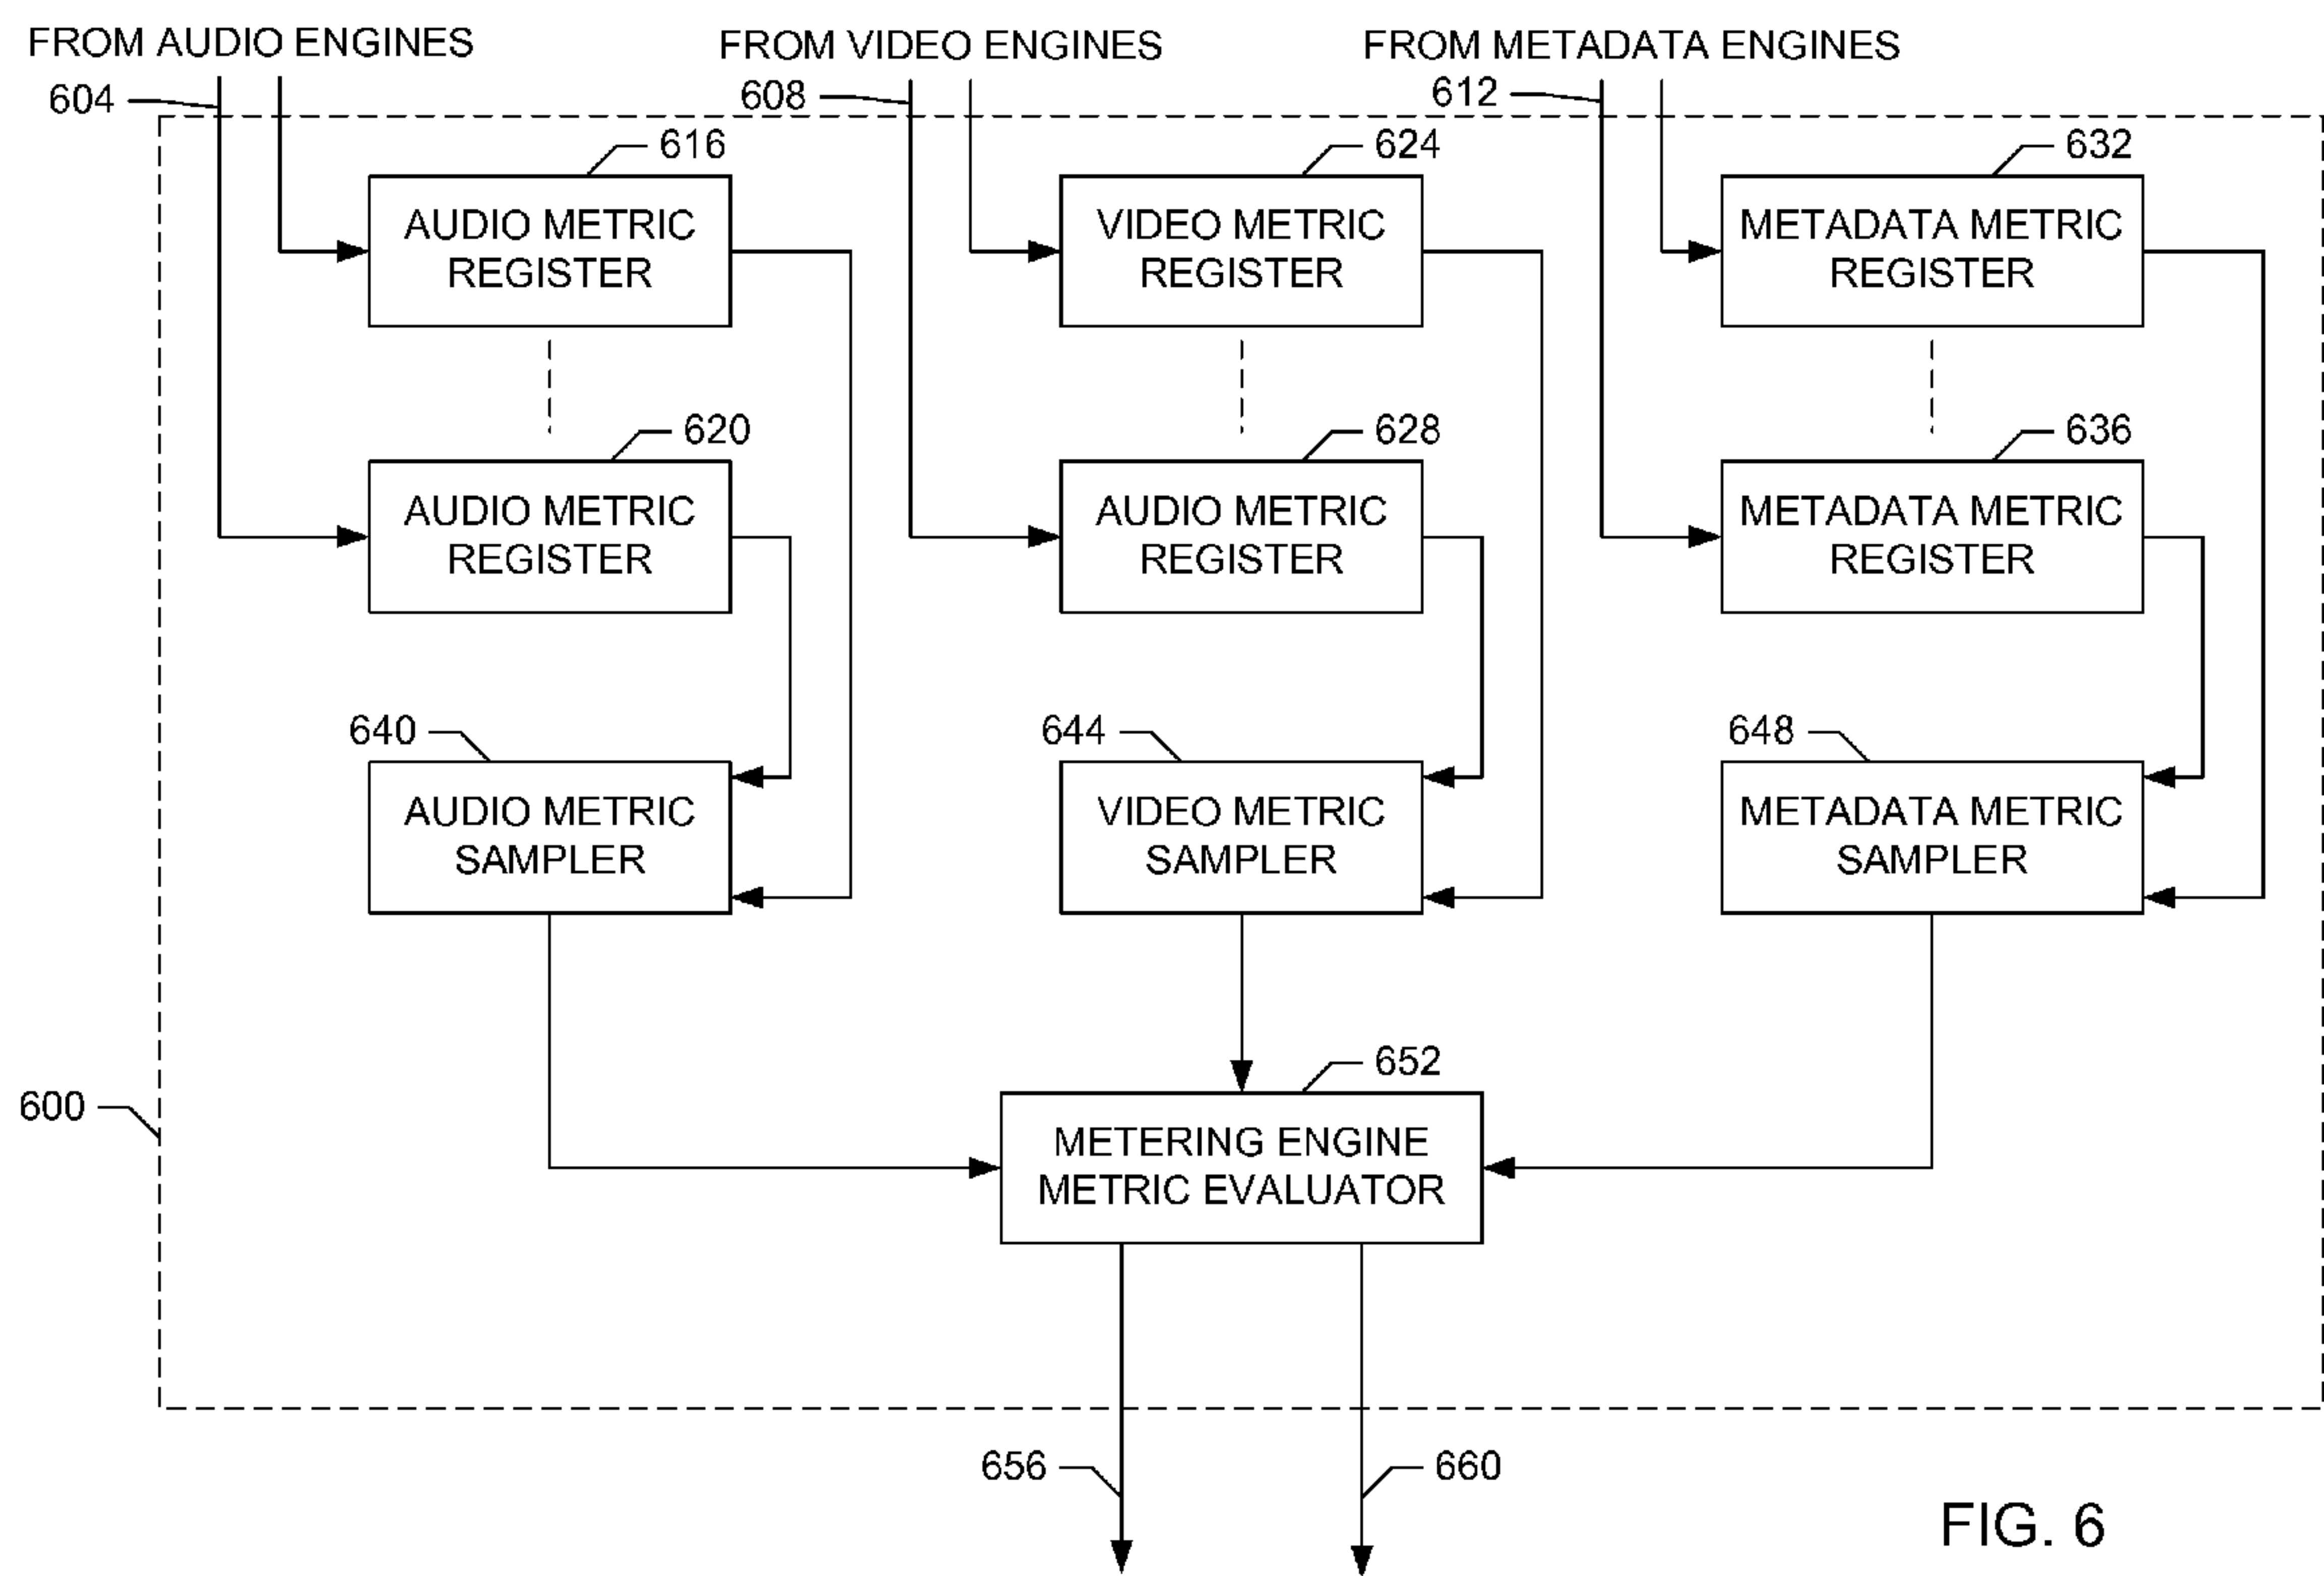 FROM AUDIO ENGINES
FROM VIDEO ENGINES
FROM METADATA ENGINES
604
608
612
616
624
632
AUDIO METRIC
REGISTER
VIDEO METRIC
REGISTER
METADATA METRIC
REGISTER
620
628
636
AUDIO METRIC
REGISTER
AUDIO METRIC
REGISTER
METADATA METRIC
REGISTER
640
644
648
AUDIO METRIC
SAMPLER
VIDEO METRIC
SAMPLER
METADATA METRIC
SAMPLER
652
600
METERING ENGINE
METRIC EVALUATOR
656
660
FIG. 6